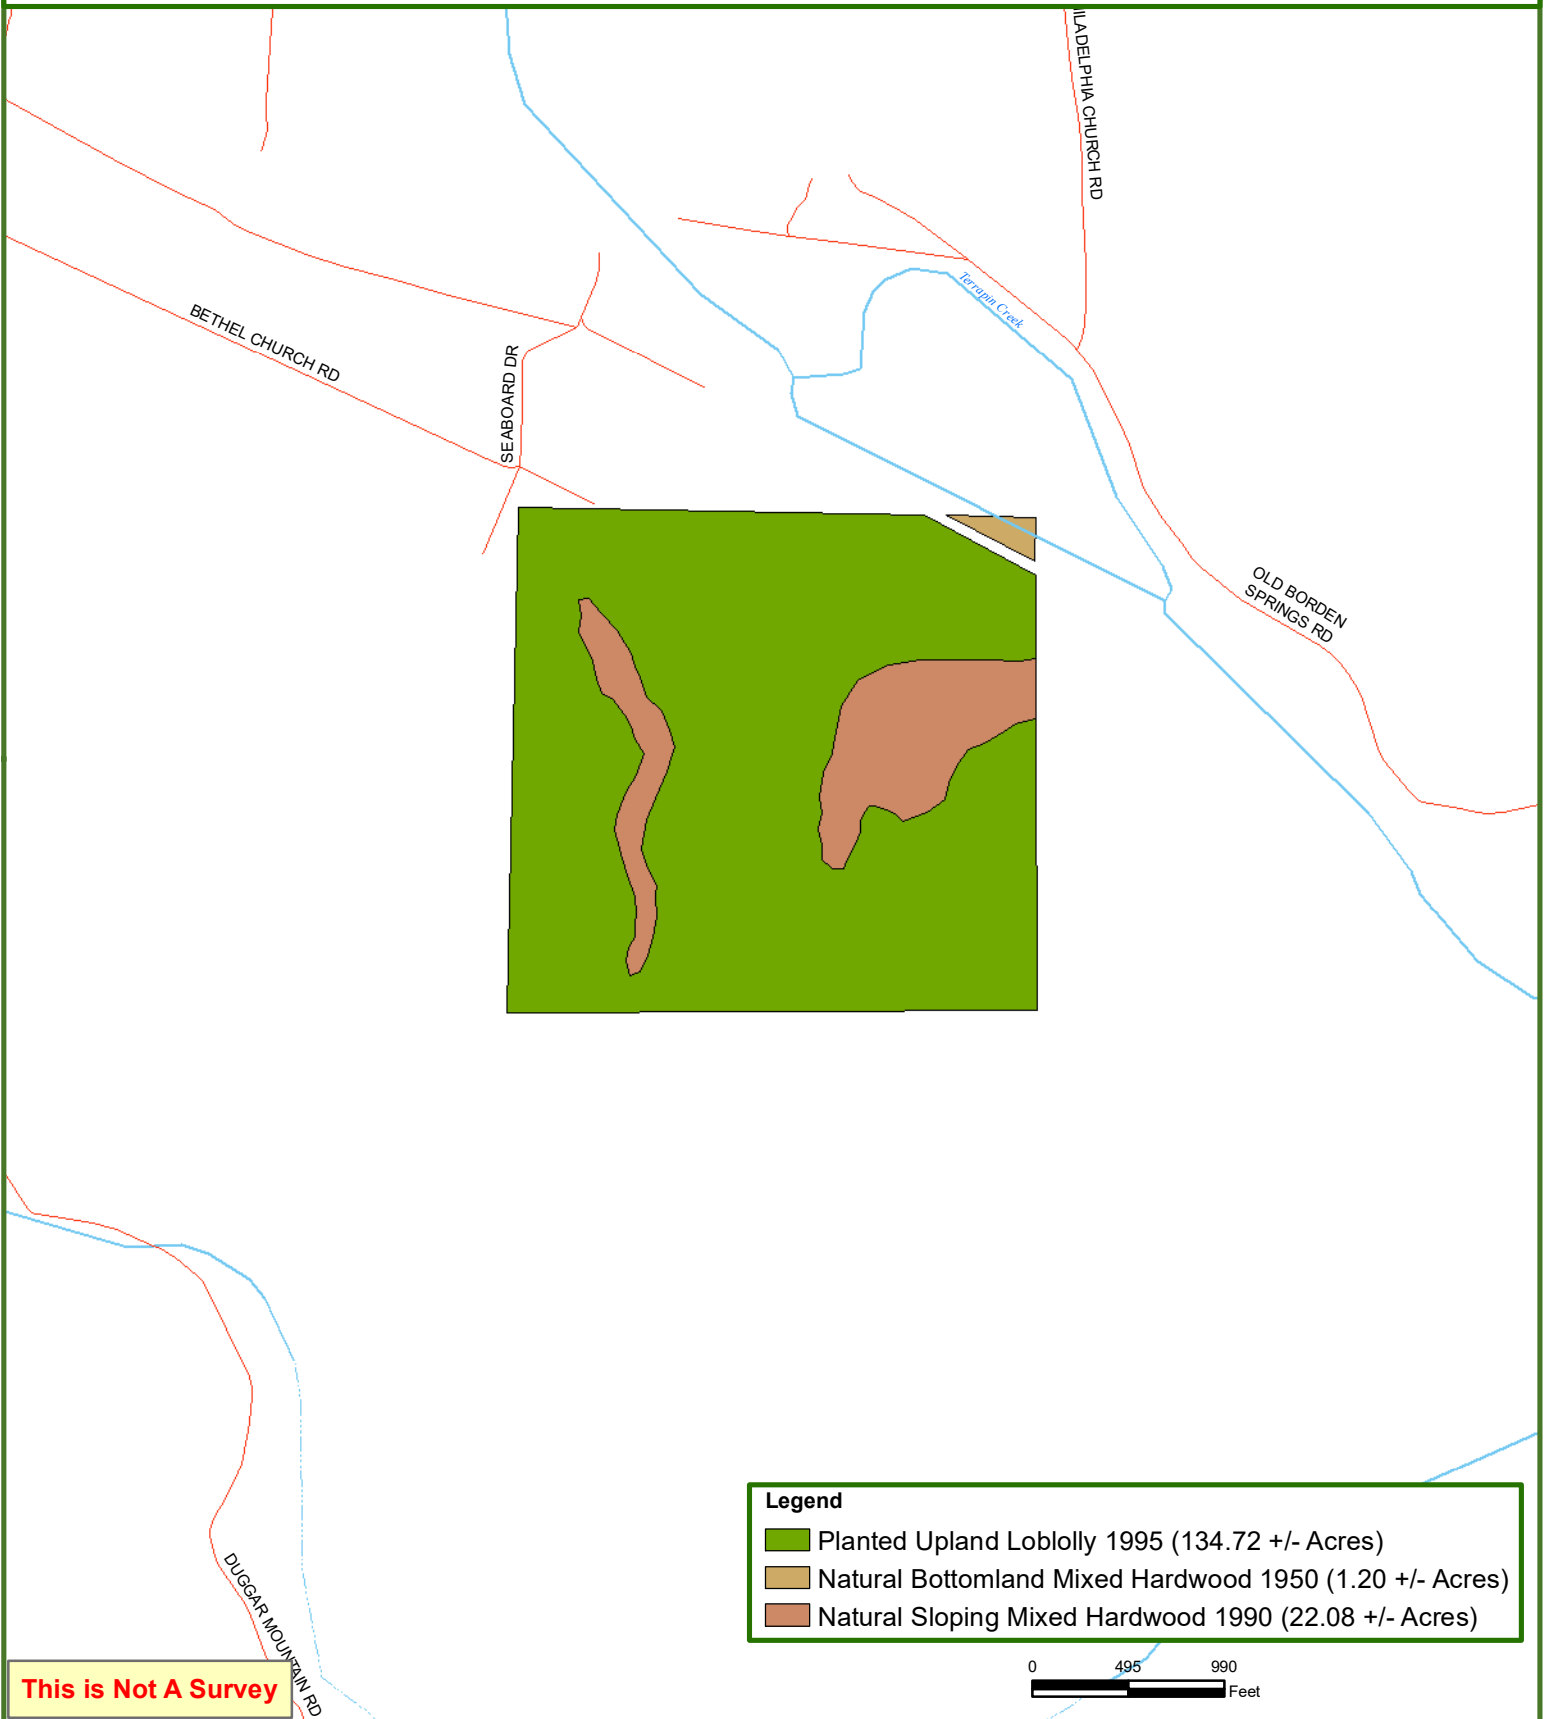 ILADELPHIA CHURCH RD
Terrapin Creek
BETHEL CHURCH RD
SEABOARD DR
OLD BORDEN
SPRINGS RD
DUGGAR MOUNTAIN RD
Legend
Planted Upland Loblolly 1995 (134.72 +/- Acres)
Natural Bottomland Mixed Hardwood 1950 (1.20 +/- Acres)
Natural Sloping Mixed Hardwood 1990 (22.08 +/- Acres)
0 495 990
Feet
This is Not A Survey